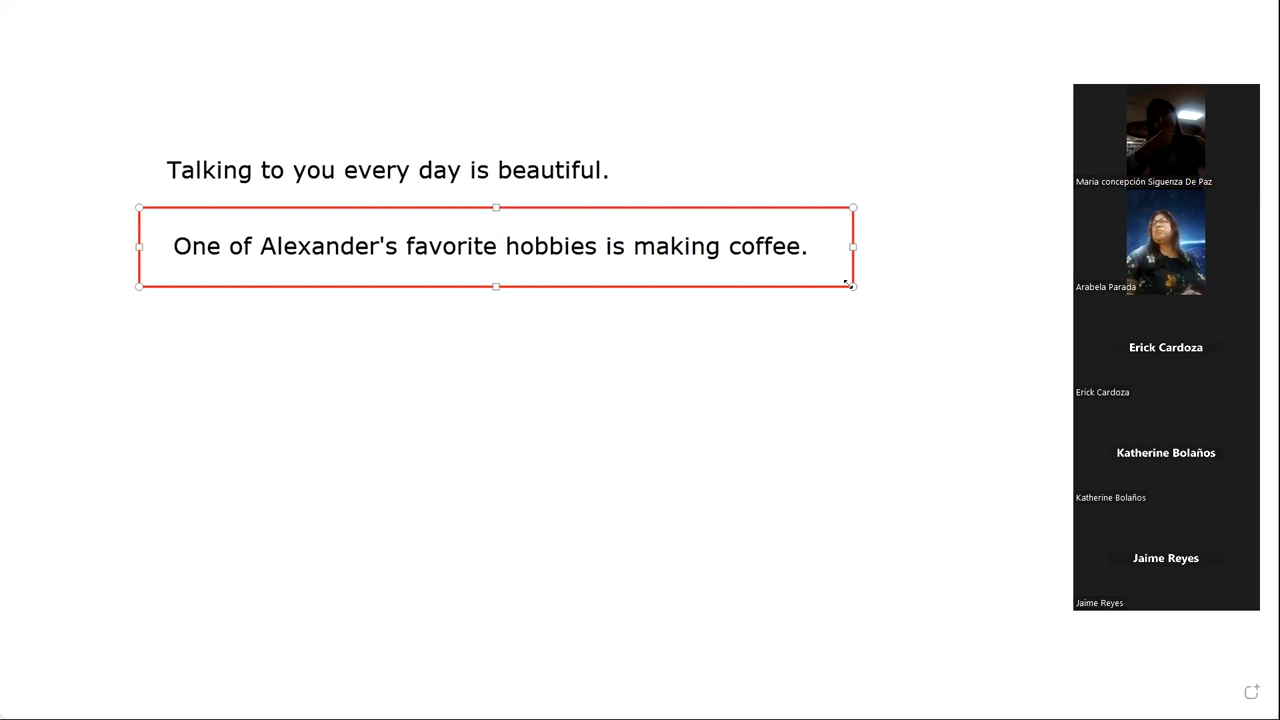 Talking to you every day is beautiful.
One of Alexander's favorite hobbies is making coffee.
Maria concepción Siguenza De Paz
Arabela Parada
Erick Cardoza
Erick Cardoza
Katherine Bolaños
Katherine Bolaños
Jaime Reyes
Jaime Reyes